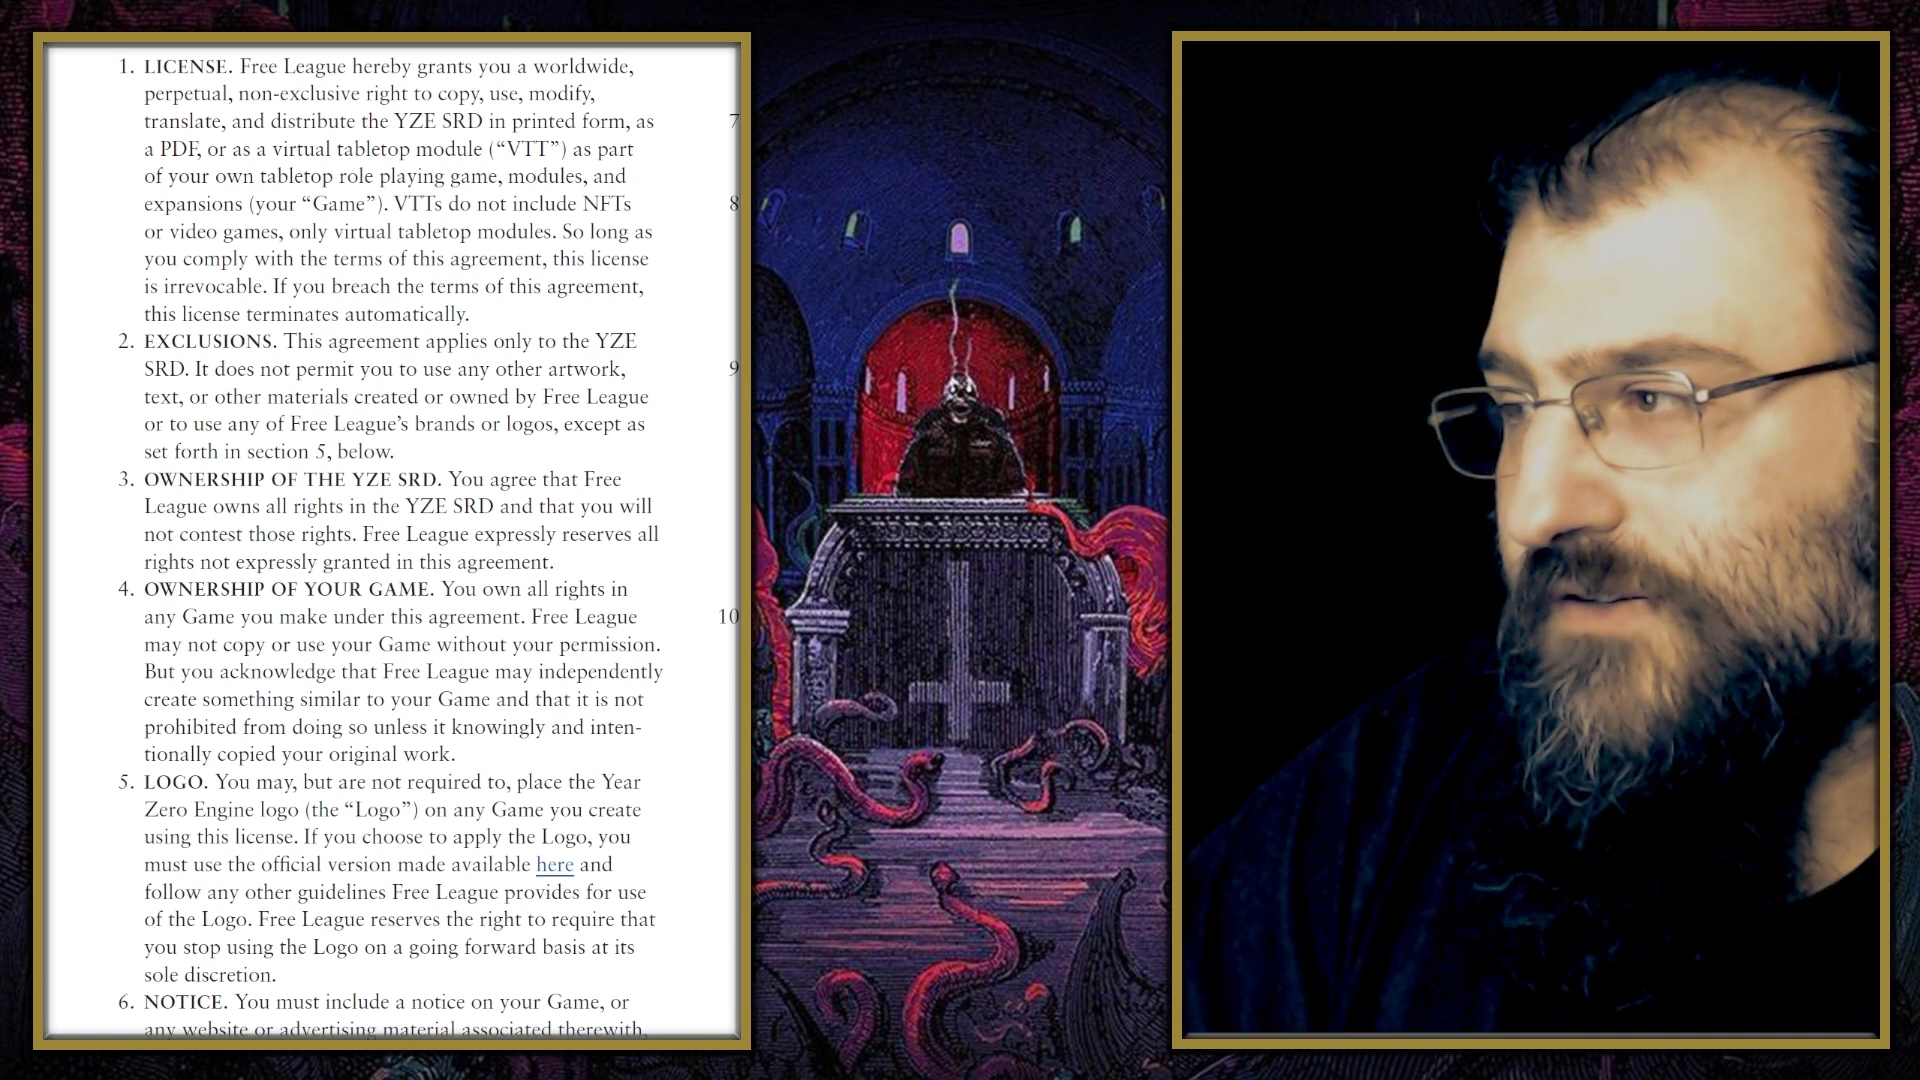 1. LICENSE. Free League hereby grants you a worldwide,
perpetual, non-exclusive right to copy, use, modify,
translate, and distribute the YZE SRD in printed form, as
a PDF, or as a virtual tabletop module (“VTT”) as part
of your own tabletop role playing game, modules, and
expansions (your “Game”). VTTs do not include NFTs
or video games, only virtual tabletop modules. So long as
you comply with the terms of this agreement, this license
is irrevocable. If you breach the terms of this agreement,
this license terminates automatically.
2. EXCLUSIONS. This agreement applies only to the YZE
SRD. It does not permit you to use any other artwork,
text, or other materials created or owned by Free League
or to use any of Free League’s brands or logos, except as
set forth in section 5, below.
3. OWNERSHIP OF THE YZE SRD. You agree that Free
League owns all rights in the YZE SRD and that you will
not contest those rights. Free League expressly reserves all
rights not expressly granted in this agreement.
4. OWNERSHIP OF YOUR GAME. You own all rights in
any Game you make under this agreement. Free League
may not copy or use your Game without your permission.
But you acknowledge that Free League may independently
create something similar to your Game and that it is not
prohibited from doing so unless it knowingly and inten-
tionally copied your original work.
5. LOGO. You may, but are not required to, place the Year
Zero Engine logo (the “Logo”) on any Game you create
using this license. If you choose to apply the Logo, you
must use the official version made available here and
follow any other guidelines Free League provides for use
of the Logo. Free League reserves the right to require that
you stop using the Logo on a going forward basis at its
sole discretion.
6. NOTICE. You must include a notice on your Game, or
any website or advertising material associated therewith,
7
8
9
10